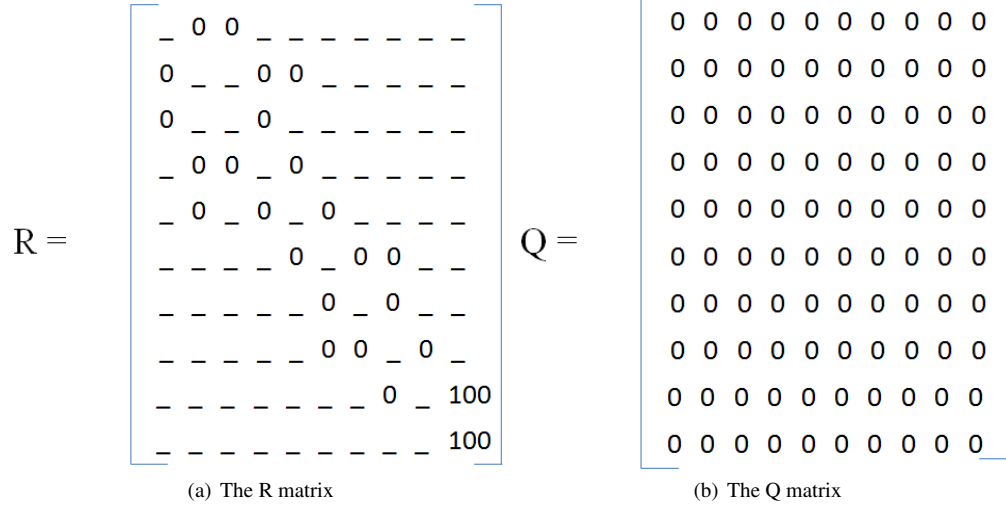 _ 0 0 _ _ _ _ _ _ _
0 _ _ 0 0 _ _ _ _ _
0 _ _ 0 _ _ _ _ _ _
_ 0 0 _ 0 _ _ _ _ _
_ 0 _ 0 _ 0 _ _ _ _
R =
_ _ _ _ 0 _ 0 0 _ _
_ _ _ _ _ 0 _ 0 _ _
_ _ _ _ _ 0 0 _ 0 _
_ _ _ _ _ _ _ 0 _ 100
_ _ _ _ _ _ _ _ _ 100
(a) The R matrix
0 0 0 0 0 0 0 0 0 0
0 0 0 0 0 0 0 0 0 0
0 0 0 0 0 0 0 0 0 0
0 0 0 0 0 0 0 0 0 0
0 0 0 0 0 0 0 0 0 0
Q =
0 0 0 0 0 0 0 0 0 0
0 0 0 0 0 0 0 0 0 0
0 0 0 0 0 0 0 0 0 0
0 0 0 0 0 0 0 0 0 0
0 0 0 0 0 0 0 0 0 0
(b) The Q matrix